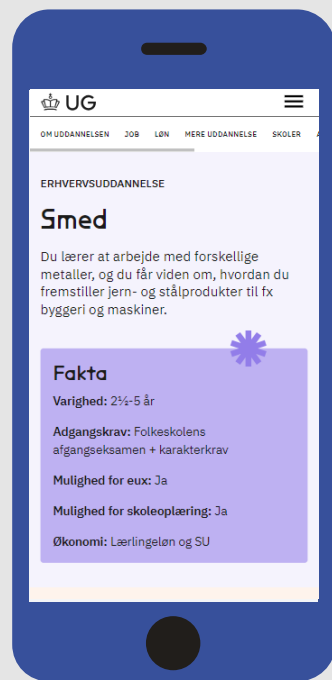 UG
OM UDDANNELSEN JOB LØN MERE UDDANNELSE SKOLER
ERHVERVSUDDANNELSE
Smed
Du lærer at arbejde med forskellige
metaller, og du får viden om, hvordan du
fremstiller jern- og stålprodukter til fx
byggeri og maskiner.
Fakta
Varighed: 2½-5 år
Adgangskrav: Folkeskolens
afgangseksamen + karakterkrav
Mulighed for eux: Ja
Mulighed for skoleoplæring: Ja
Økonomi: Lærlingeløn og SU